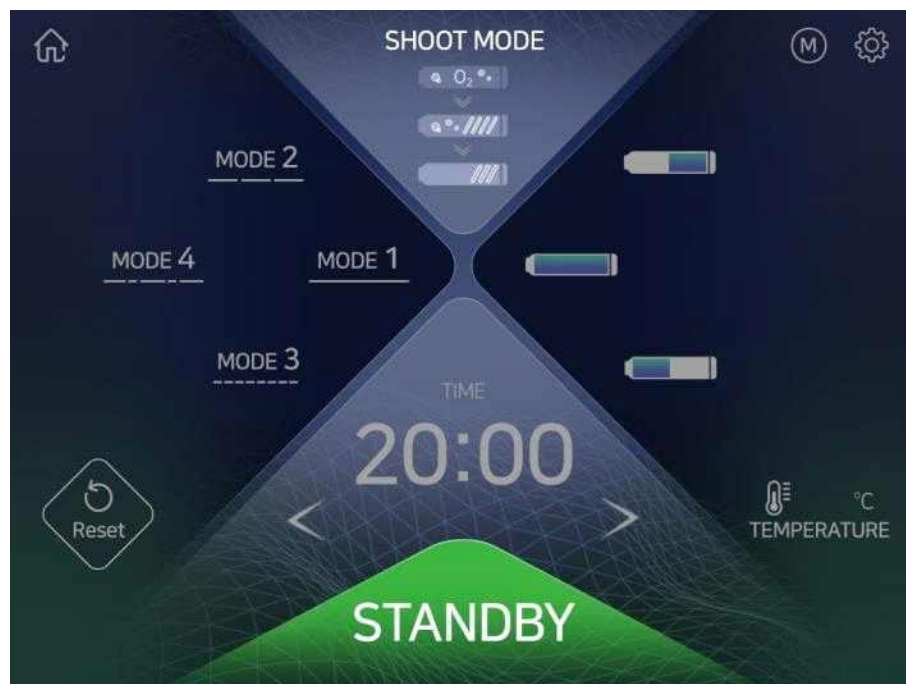 SHOOT MODE
M
O₂
MODE 2
MODE 4
MODE 1
MODE 3
TIME
20:00
Reset
°C
TEMPERATURE
STANDBY